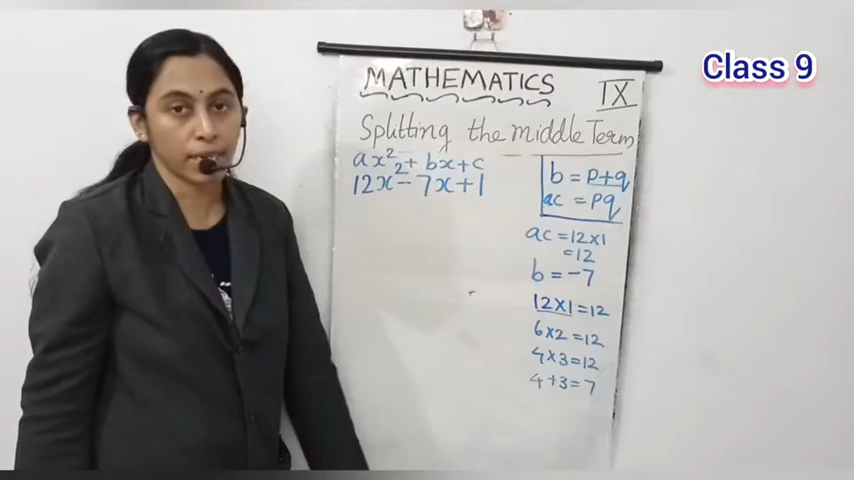 Class 9
MATHEMATICS IX
Splitting the middle Term
ax² + bx + c
12x² - 7x + 1
b = p+q
ac = pq
ac = 12x1
= 12
b = -7
12x1 = 12
6x2 = 12
4x3 = 12
4+3 = 7